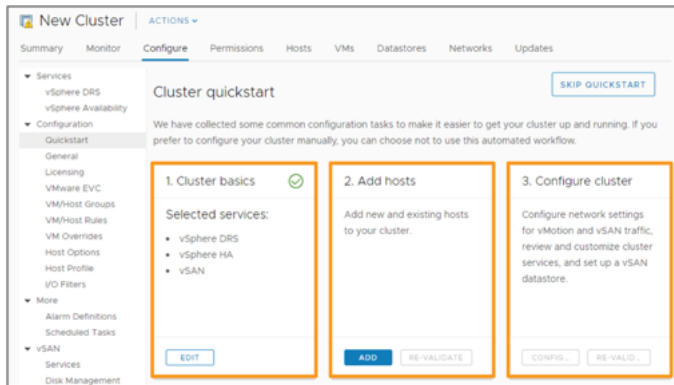 New Cluster ACTIONS
Summary Monitor Configure Permissions Hosts VMs Datastores Networks Updates
Services
vSphere DRS
vSphere Availability
Configuration
Quickstart
General
Licensing
VMware EVC
VM/Host Groups
VM/Host Rules
VM Overrides
Host Options
Host Profile
I/O Filters
More
Alarm Definitions
Scheduled Tasks
vSAN
Services
Disk Management
Cluster quickstart
SKIP QUICKSTART
We have collected some common configuration tasks to make it easier to get your cluster up and running. If you
prefer to configure your cluster manually, you can choose not to use this automated workflow.
1. Cluster basics
Selected services:
• vSphere DRS
• vSphere HA
• vSAN
EDIT
2. Add hosts
Add new and existing hosts
to your cluster.
ADD RE-VALIDATE
3. Configure cluster
Configure network settings
for vMotion and vSAN traffic,
review and customize cluster
services, and set up a vSAN
datastore.
CONFIG... RE-VALID...